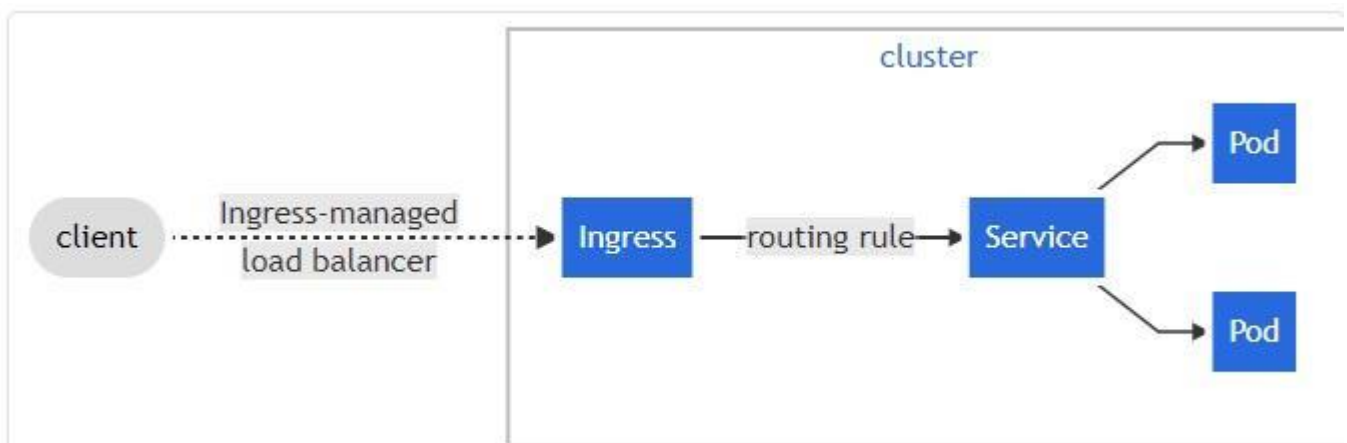 cluster
Pod
client
Ingress-managed
load balancer
Ingress
routing rule
Service
Pod